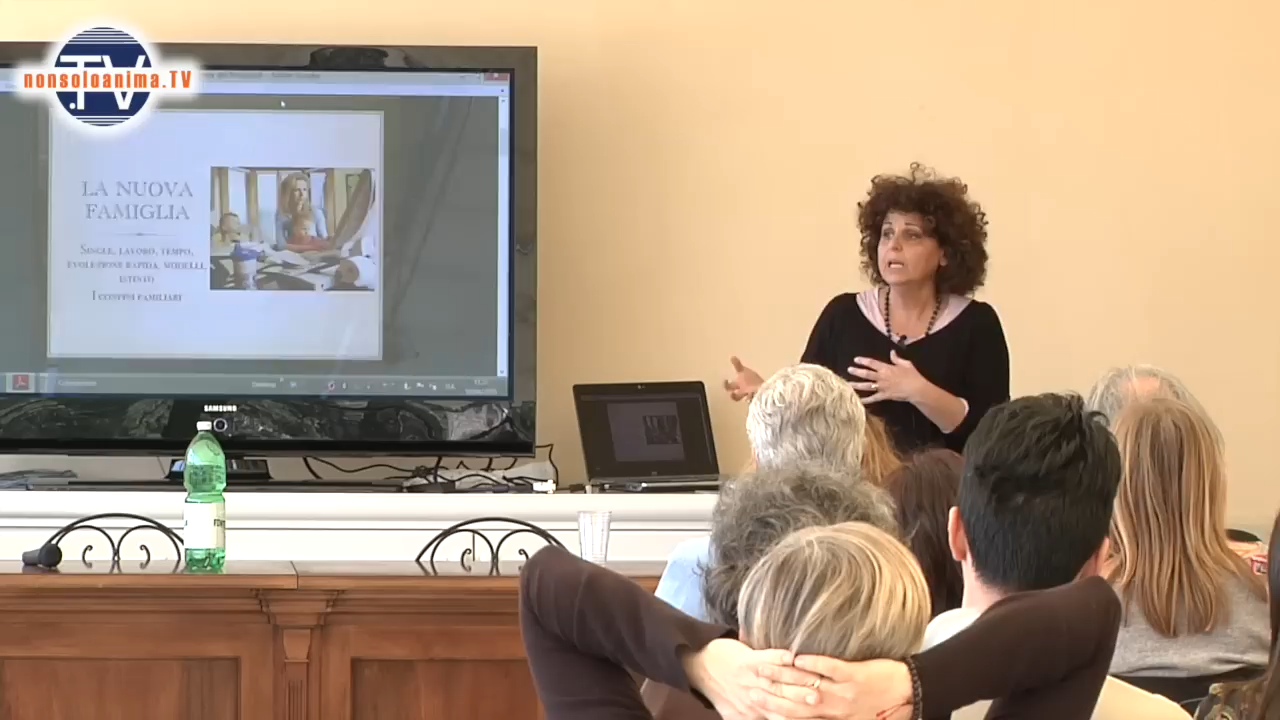 nonsoloanima.TV
.TV
LA NUOVA
FAMIGLIA
SINGLE, LAVORO, TEMPO,
EVOLUZIONE RAPIDA, MODELLI,
I CONFINI FAMILIARI
SAMSUNG